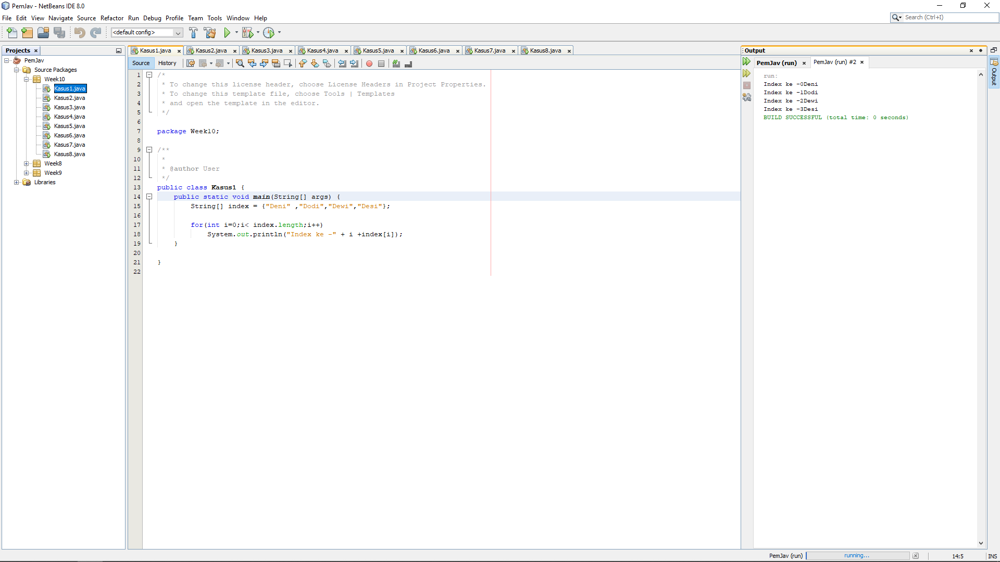 PemJav - NetBeans IDE 8.0
File Edit View Navigate Source Refactor Run Debug Profile Team Tools Window Help
Search (Ctrl+I)
<default config>
Projects
PemJav
Source Packages
Week10
Kasus1.java
Kasus2.java
Kasus3.java
Kasus4.java
Kasus5.java
Kasus6.java
Kasus7.java
Kasus8.java
Week8
Week9
Libraries
Kasus1.java Kasus2.java Kasus3.java Kasus4.java Kasus5.java Kasus6.java Kasus7.java Kasus8.java
Source History
1 /*
2 * To change this license header, choose License Headers in Project Properties.
3 * To change this template file, choose Tools | Templates
4 * and open the template in the editor.
5 */
6
7 package Week10;
8
9 /**
10 *
11 * @author User
12 */
13 public class Kasus1 {
14 public static void main(String[] args) {
15 String[] index = {"Deni" ,"Dodi","Dewi","Desi"};
16
17 for(int i=0;i< index.length;i++)
18 System.out.println("Index ke -" + i +index[i]);
19 }
20
21 }
22
Output
PemJav (run) PemJav (run) #2
run:
Index ke -0Deni
Index ke -1Dodi
Index ke -2Dewi
Index ke -3Desi
BUILD SUCCESSFUL (total time: 0 seconds)
Output
PemJav (run) running... 14:5 INS